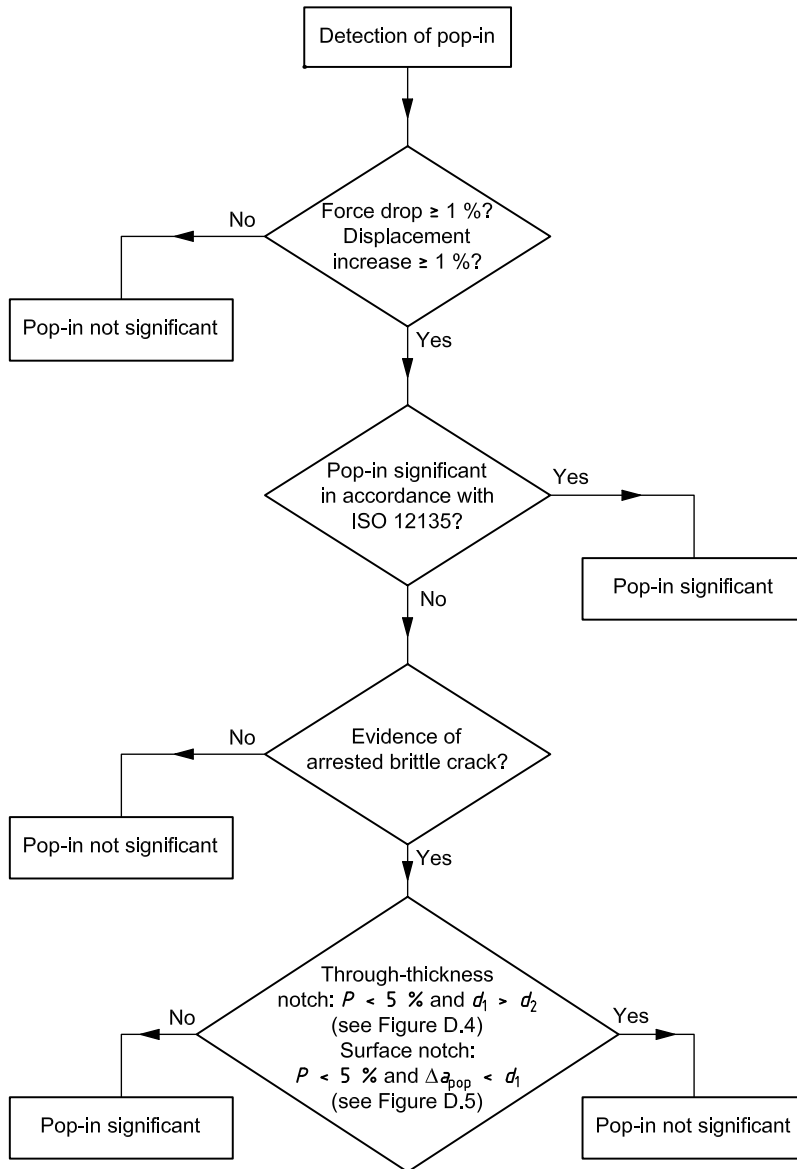 Detection of pop-in
Force drop ≥ 1 %?
Displacement
increase ≥ 1 %?
No
Pop-in not significant
Yes
Pop-in significant
in accordance with
ISO 12135?
Yes
Pop-in significant
No
Evidence of
arrested brittle crack?
No
Pop-in not significant
Yes
Through-thickness
notch: P < 5 % and d₁ > d₂
(see Figure D.4)
Surface notch:
P < 5 % and Δa_pop < d₁
(see Figure D.5)
No
Pop-in significant
Yes
Pop-in not significant